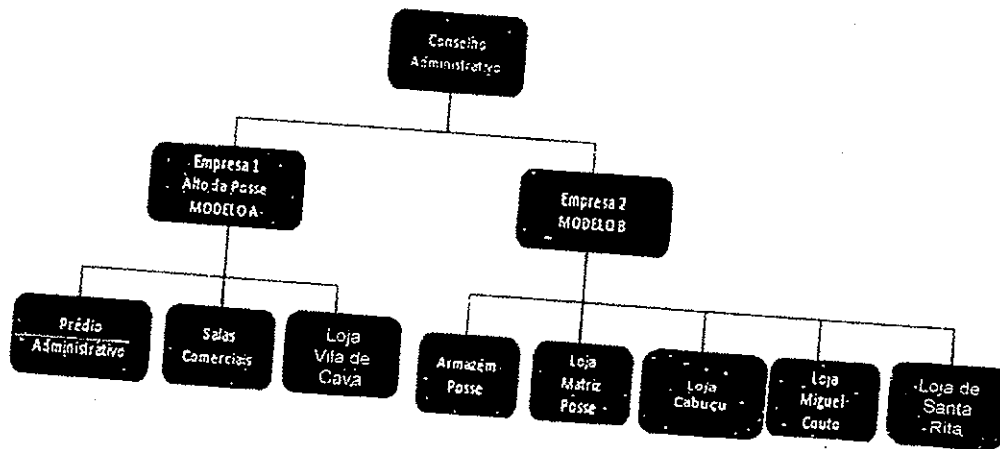 Conselho
Administrativo
Empresa 1
Alto da Posse
MODELO A
Empresa 2
MODELO B
Prédio
Administrativo
Salas
Comerciais
Loja
Vila de
Cava
Armazém
Posse
Loja
Matriz
Posse
Loja
Cabuçu
Loja
Miguel
Couto
Loja de
Santa
Rita